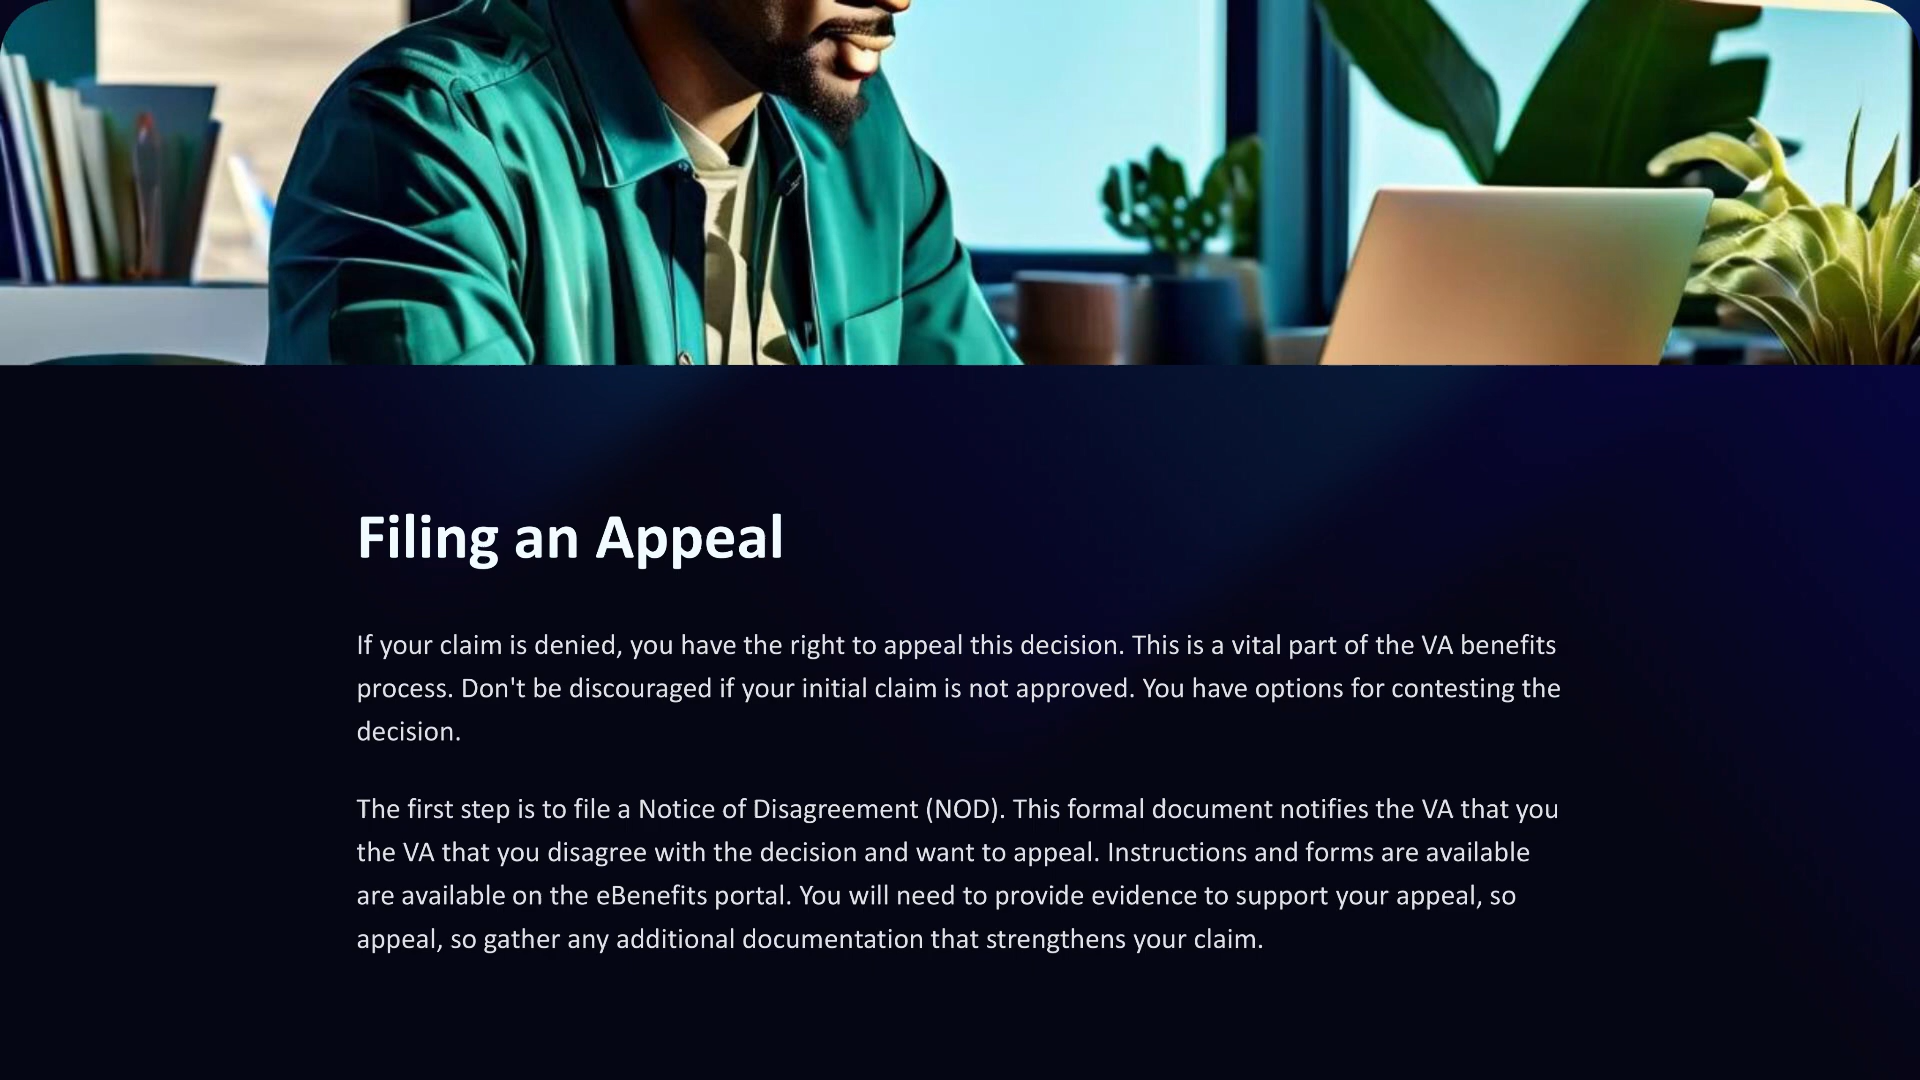 Filing an Appeal
If your claim is denied, you have the right to appeal this decision. This is a vital part of the VA benefits
process. Don't be discouraged if your initial claim is not approved. You have options for contesting the
decision.
The first step is to file a Notice of Disagreement (NOD). This formal document notifies the VA that you
the VA that you disagree with the decision and want to appeal. Instructions and forms are available
are available on the eBenefits portal. You will need to provide evidence to support your appeal, so
appeal, so gather any additional documentation that strengthens your claim.